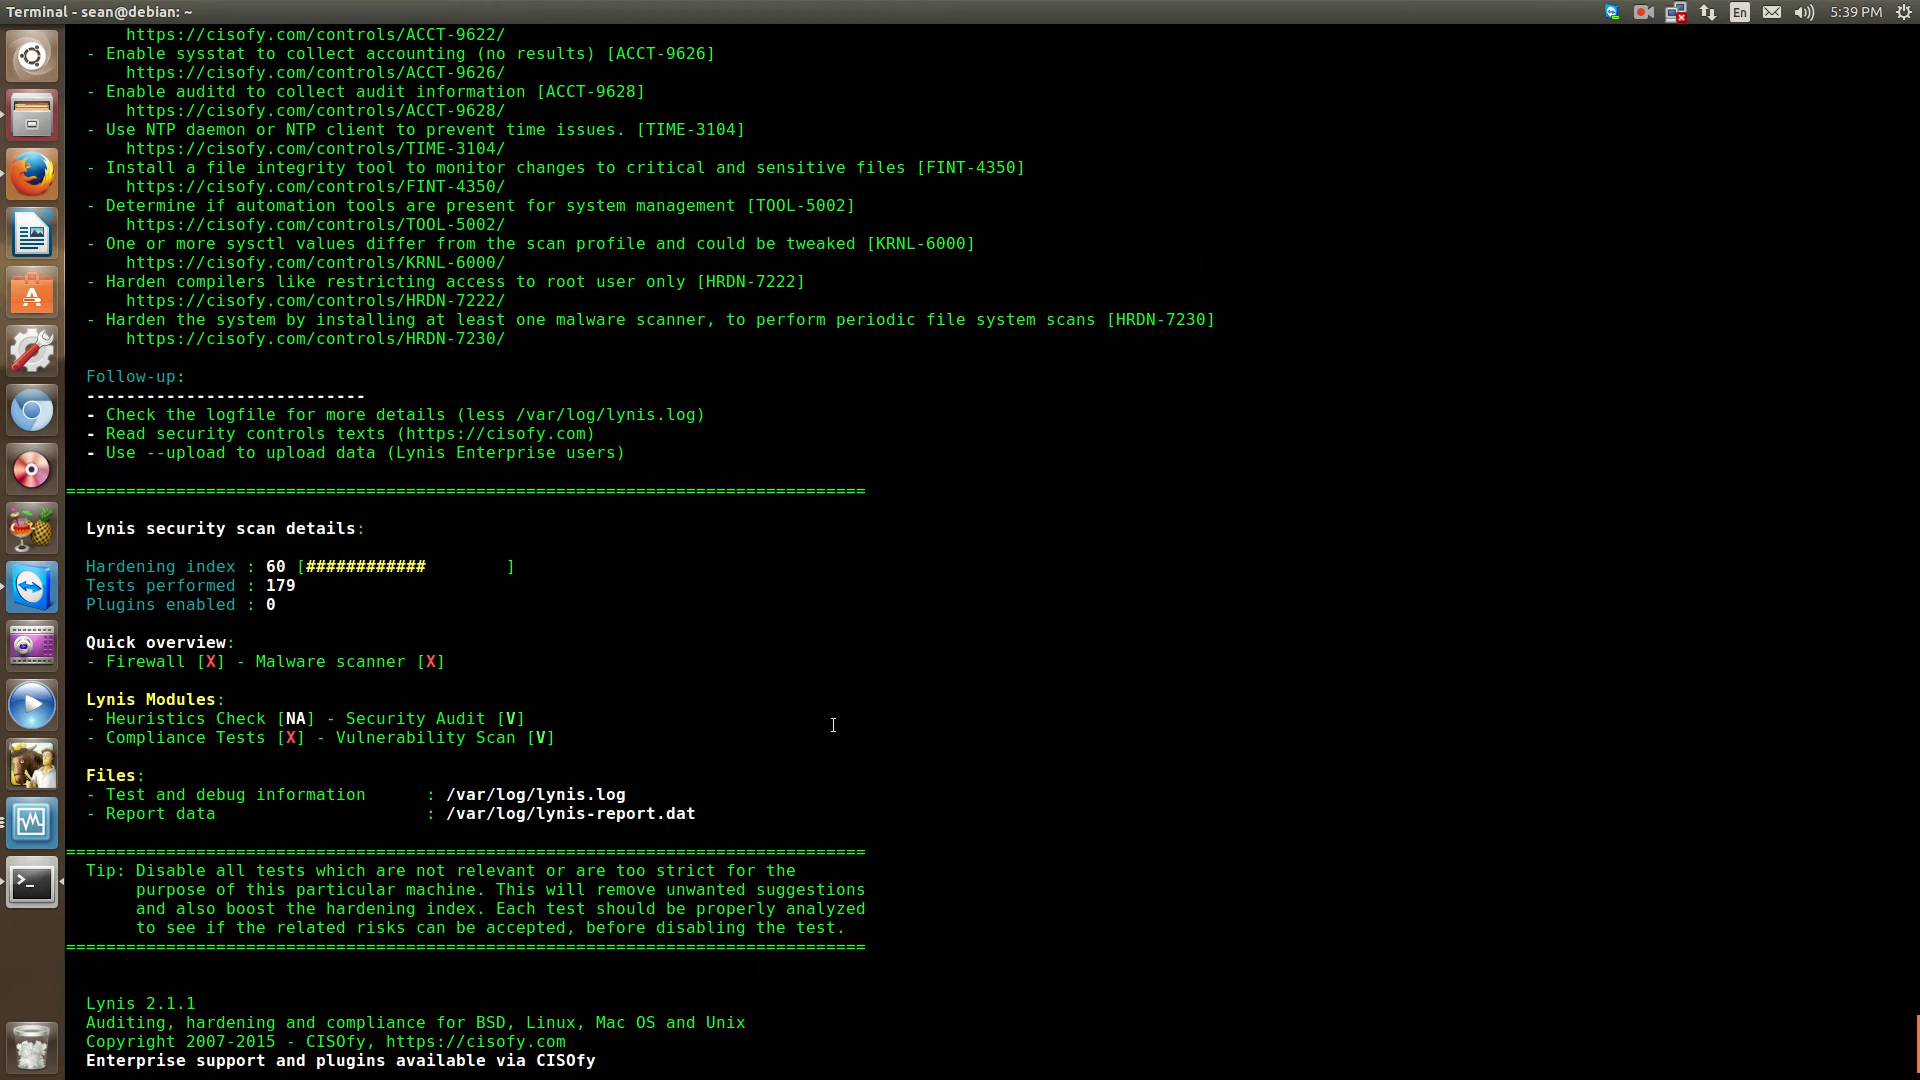 Terminal - sean@debian: ~
En
5:39 PM
https://cisofy.com/controls/ACCT-9622/
- Enable sysstat to collect accounting (no results) [ACCT-9626]
https://cisofy.com/controls/ACCT-9626/
- Enable auditd to collect audit information [ACCT-9628]
https://cisofy.com/controls/ACCT-9628/
- Use NTP daemon or NTP client to prevent time issues. [TIME-3104]
https://cisofy.com/controls/TIME-3104/
- Install a file integrity tool to monitor changes to critical and sensitive files [FINT-4350]
https://cisofy.com/controls/FINT-4350/
- Determine if automation tools are present for system management [TOOL-5002]
https://cisofy.com/controls/TOOL-5002/
- One or more sysctl values differ from the scan profile and could be tweaked [KRNL-6000]
https://cisofy.com/controls/KRNL-6000/
- Harden compilers like restricting access to root user only [HRDN-7222]
https://cisofy.com/controls/HRDN-7222/
- Harden the system by installing at least one malware scanner, to perform periodic file system scans [HRDN-7230]
https://cisofy.com/controls/HRDN-7230/
Follow-up:
----------------------------
- Check the logfile for more details (less /var/log/lynis.log)
- Read security controls texts (https://cisofy.com)
- Use --upload to upload data (Lynis Enterprise users)
================================================================================
Lynis security scan details:
Hardening index : 60 [############        ]
Tests performed : 179
Plugins enabled : 0
Quick overview:
- Firewall [X] - Malware scanner [X]
Lynis Modules:
- Heuristics Check [NA] - Security Audit [V]
- Compliance Tests [X] - Vulnerability Scan [V]
Files:
- Test and debug information      : /var/log/lynis.log
- Report data                     : /var/log/lynis-report.dat
================================================================================
Tip: Disable all tests which are not relevant or are too strict for the
purpose of this particular machine. This will remove unwanted suggestions
and also boost the hardening index. Each test should be properly analyzed
to see if the related risks can be accepted, before disabling the test.
================================================================================
Lynis 2.1.1
Auditing, hardening and compliance for BSD, Linux, Mac OS and Unix
Copyright 2007-2015 - CISOfy, https://cisofy.com
Enterprise support and plugins available via CISOfy